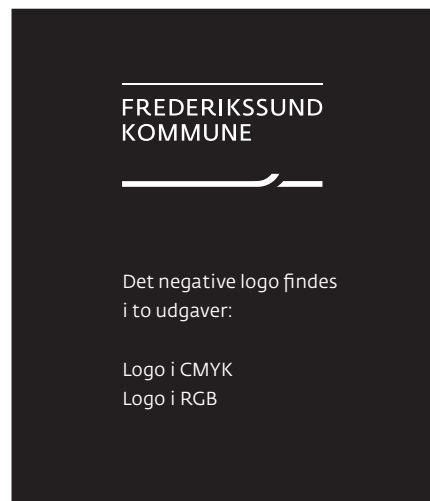 FREDERIKSSUND
KOMMUNE
Det negative logo findes
i to udgaver:
Logo i CMYK
Logo i RGB